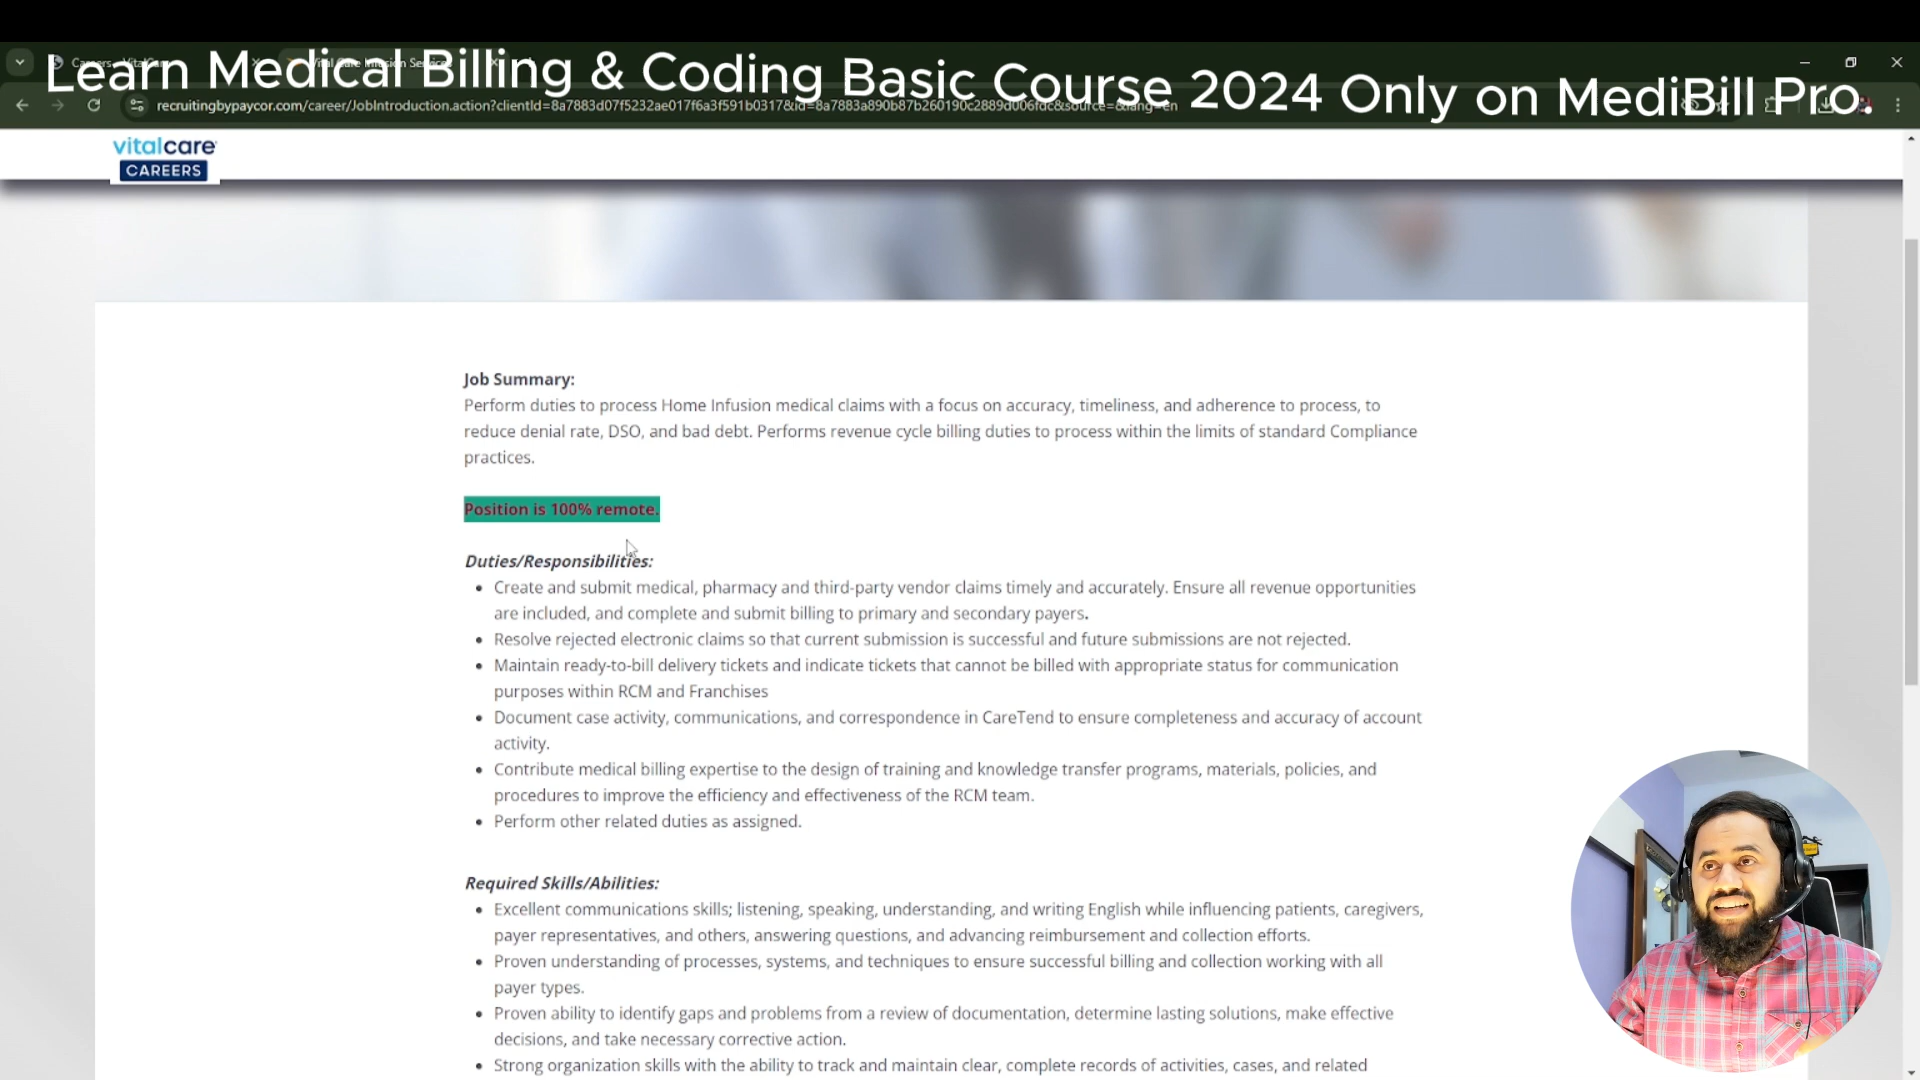 Learn Medical Billing & Coding Basic Course 2024 Only on MediBill Pro.
recruitingbypaycor.com/career/JobIntroduction.action?clientId=8a7883d07f5232ae017f6a3f591b0317&id=8a7883a890b87b260190c2889d006fdc&source=&lang=en
vitalcare
CAREERS
Job Summary:
Perform duties to process Home Infusion medical claims with a focus on accuracy, timeliness, and adherence to process, to
reduce denial rate, DSO, and bad debt. Performs revenue cycle billing duties to process within the limits of standard Compliance
practices.
Position is 100% remote.
Duties/Responsibilities:
• Create and submit medical, pharmacy and third-party vendor claims timely and accurately. Ensure all revenue opportunities
are included, and complete and submit billing to primary and secondary payers.
• Resolve rejected electronic claims so that current submission is successful and future submissions are not rejected.
• Maintain ready-to-bill delivery tickets and indicate tickets that cannot be billed with appropriate status for communication
purposes within RCM and Franchises
• Document case activity, communications, and correspondence in CareTend to ensure completeness and accuracy of account
activity.
• Contribute medical billing expertise to the design of training and knowledge transfer programs, materials, policies, and
procedures to improve the efficiency and effectiveness of the RCM team.
• Perform other related duties as assigned.
Required Skills/Abilities:
• Excellent communications skills; listening, speaking, understanding, and writing English while influencing patients, caregivers,
payer representatives, and others, answering questions, and advancing reimbursement and collection efforts.
• Proven understanding of processes, systems, and techniques to ensure successful billing and collection working with all
payer types.
• Proven ability to identify gaps and problems from a review of documentation, determine lasting solutions, make effective
decisions, and take necessary corrective action.
• Strong organization skills with the ability to track and maintain clear, complete records of activities, cases, and related